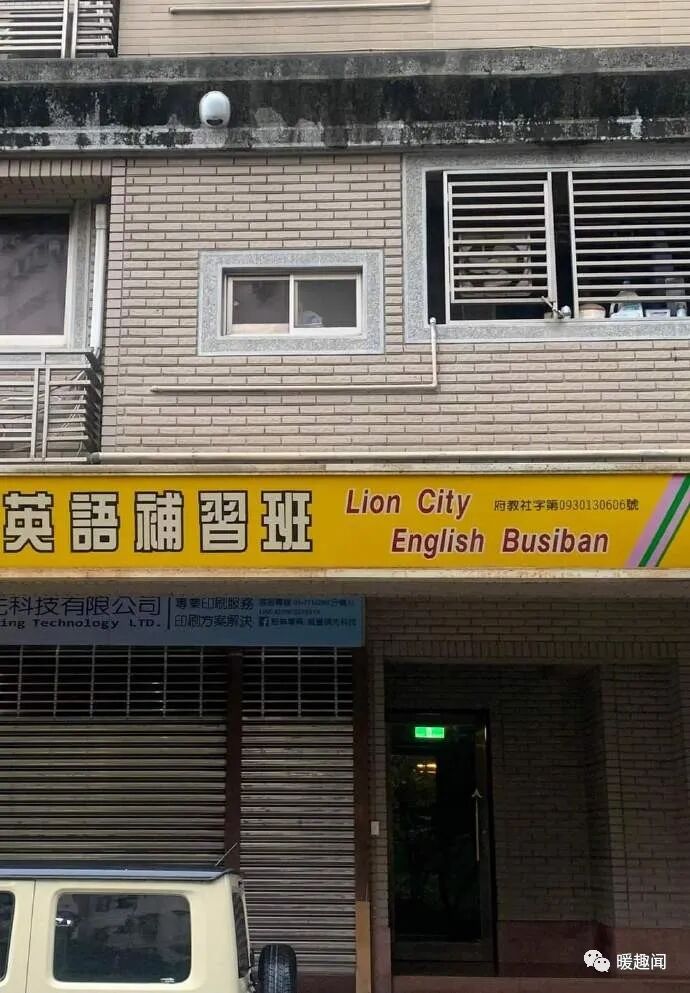 英語補習班
Lion City
English Busiban
府教社字第0930130606號
科技有限公司
ing Technology LTD.
專業印刷服務
印刷方案解決
暖趣闻